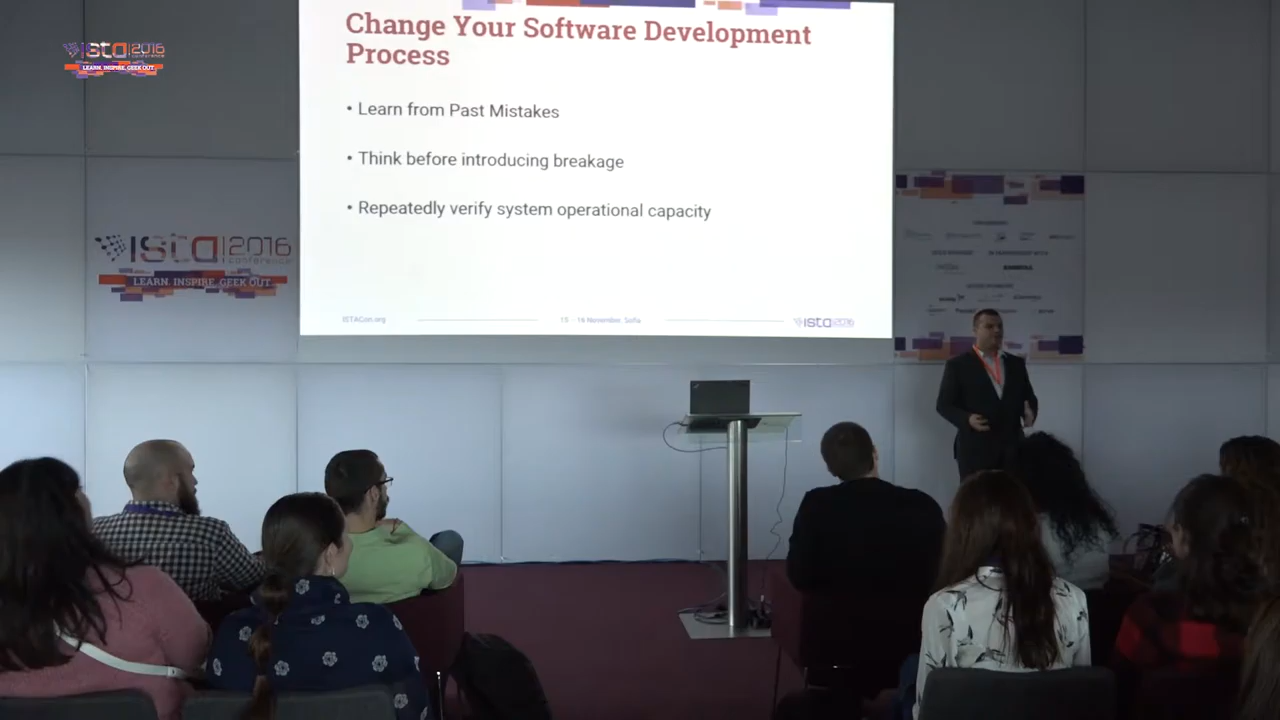 ista 2016
conference
LEARN. INSPIRE. GEEK OUT.
Change Your Software Development
Process
• Learn from Past Mistakes
• Think before introducing breakage
• Repeatedly verify system operational capacity
ISTACon.org
15 - 16 November, Sofia
ista 2016
ista 2016
conference
LEARN. INSPIRE. GEEK OUT.